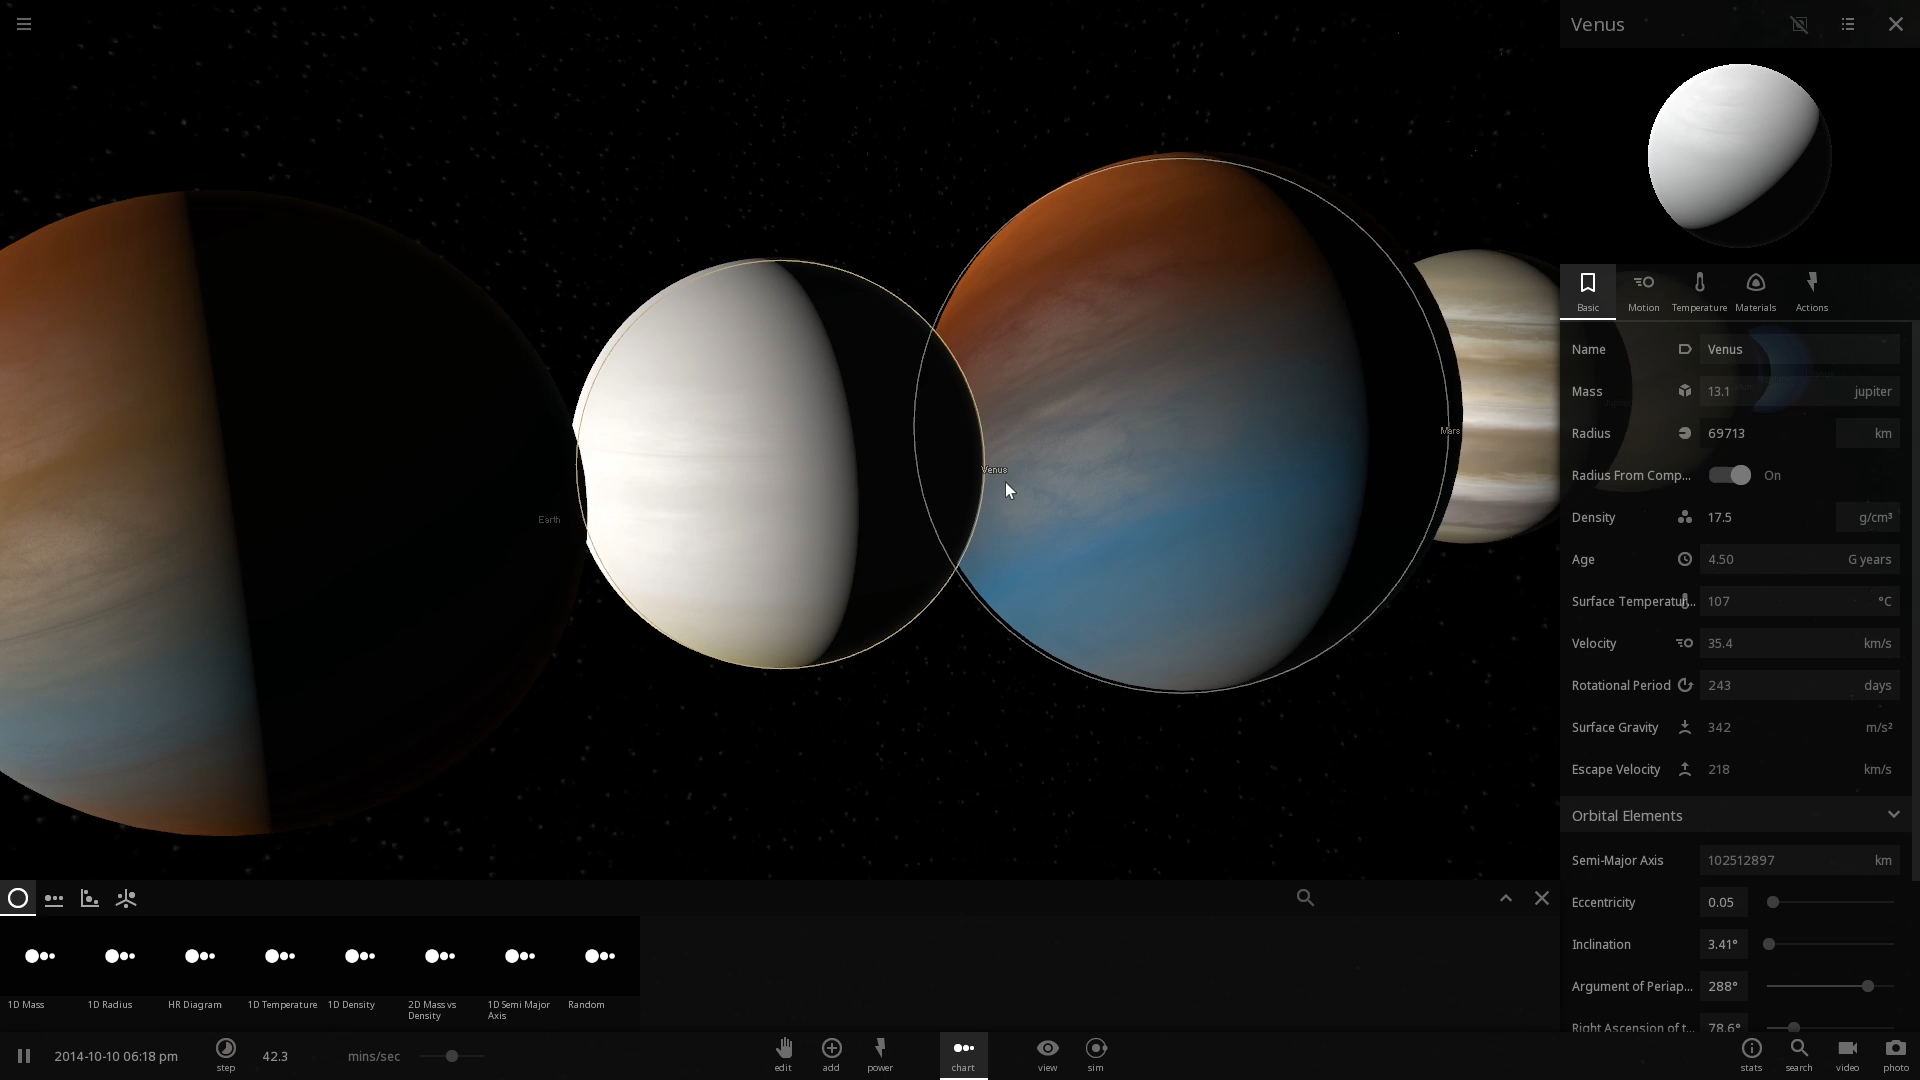 Venus
Basic
Motion
Temperature
Materials
Actions
Name Venus
Mass 13.1 jupiter
Radius 69713 km
Radius From Comp... On
Density 17.5 g/cm³
Age 4.50 G years
Surface Temperatur... 107 °C
Velocity 35.4 km/s
Rotational Period 243 days
Surface Gravity 342 m/s²
Escape Velocity 218 km/s
Orbital Elements
Semi-Major Axis 102512897 km
Eccentricity 0.05
Inclination 3.41°
Argument of Periap... 288°
Right Ascension of t... 78.6°
Earth
Venus
Mars
1D Mass
1D Radius
HR Diagram
1D Temperature
1D Density
2D Mass vs
Density
1D Semi Major
Axis
Random
2014-10-10 06:18 pm
step
42.3 mins/sec
edit
add
power
chart
view
sim
stats
search
video
photo